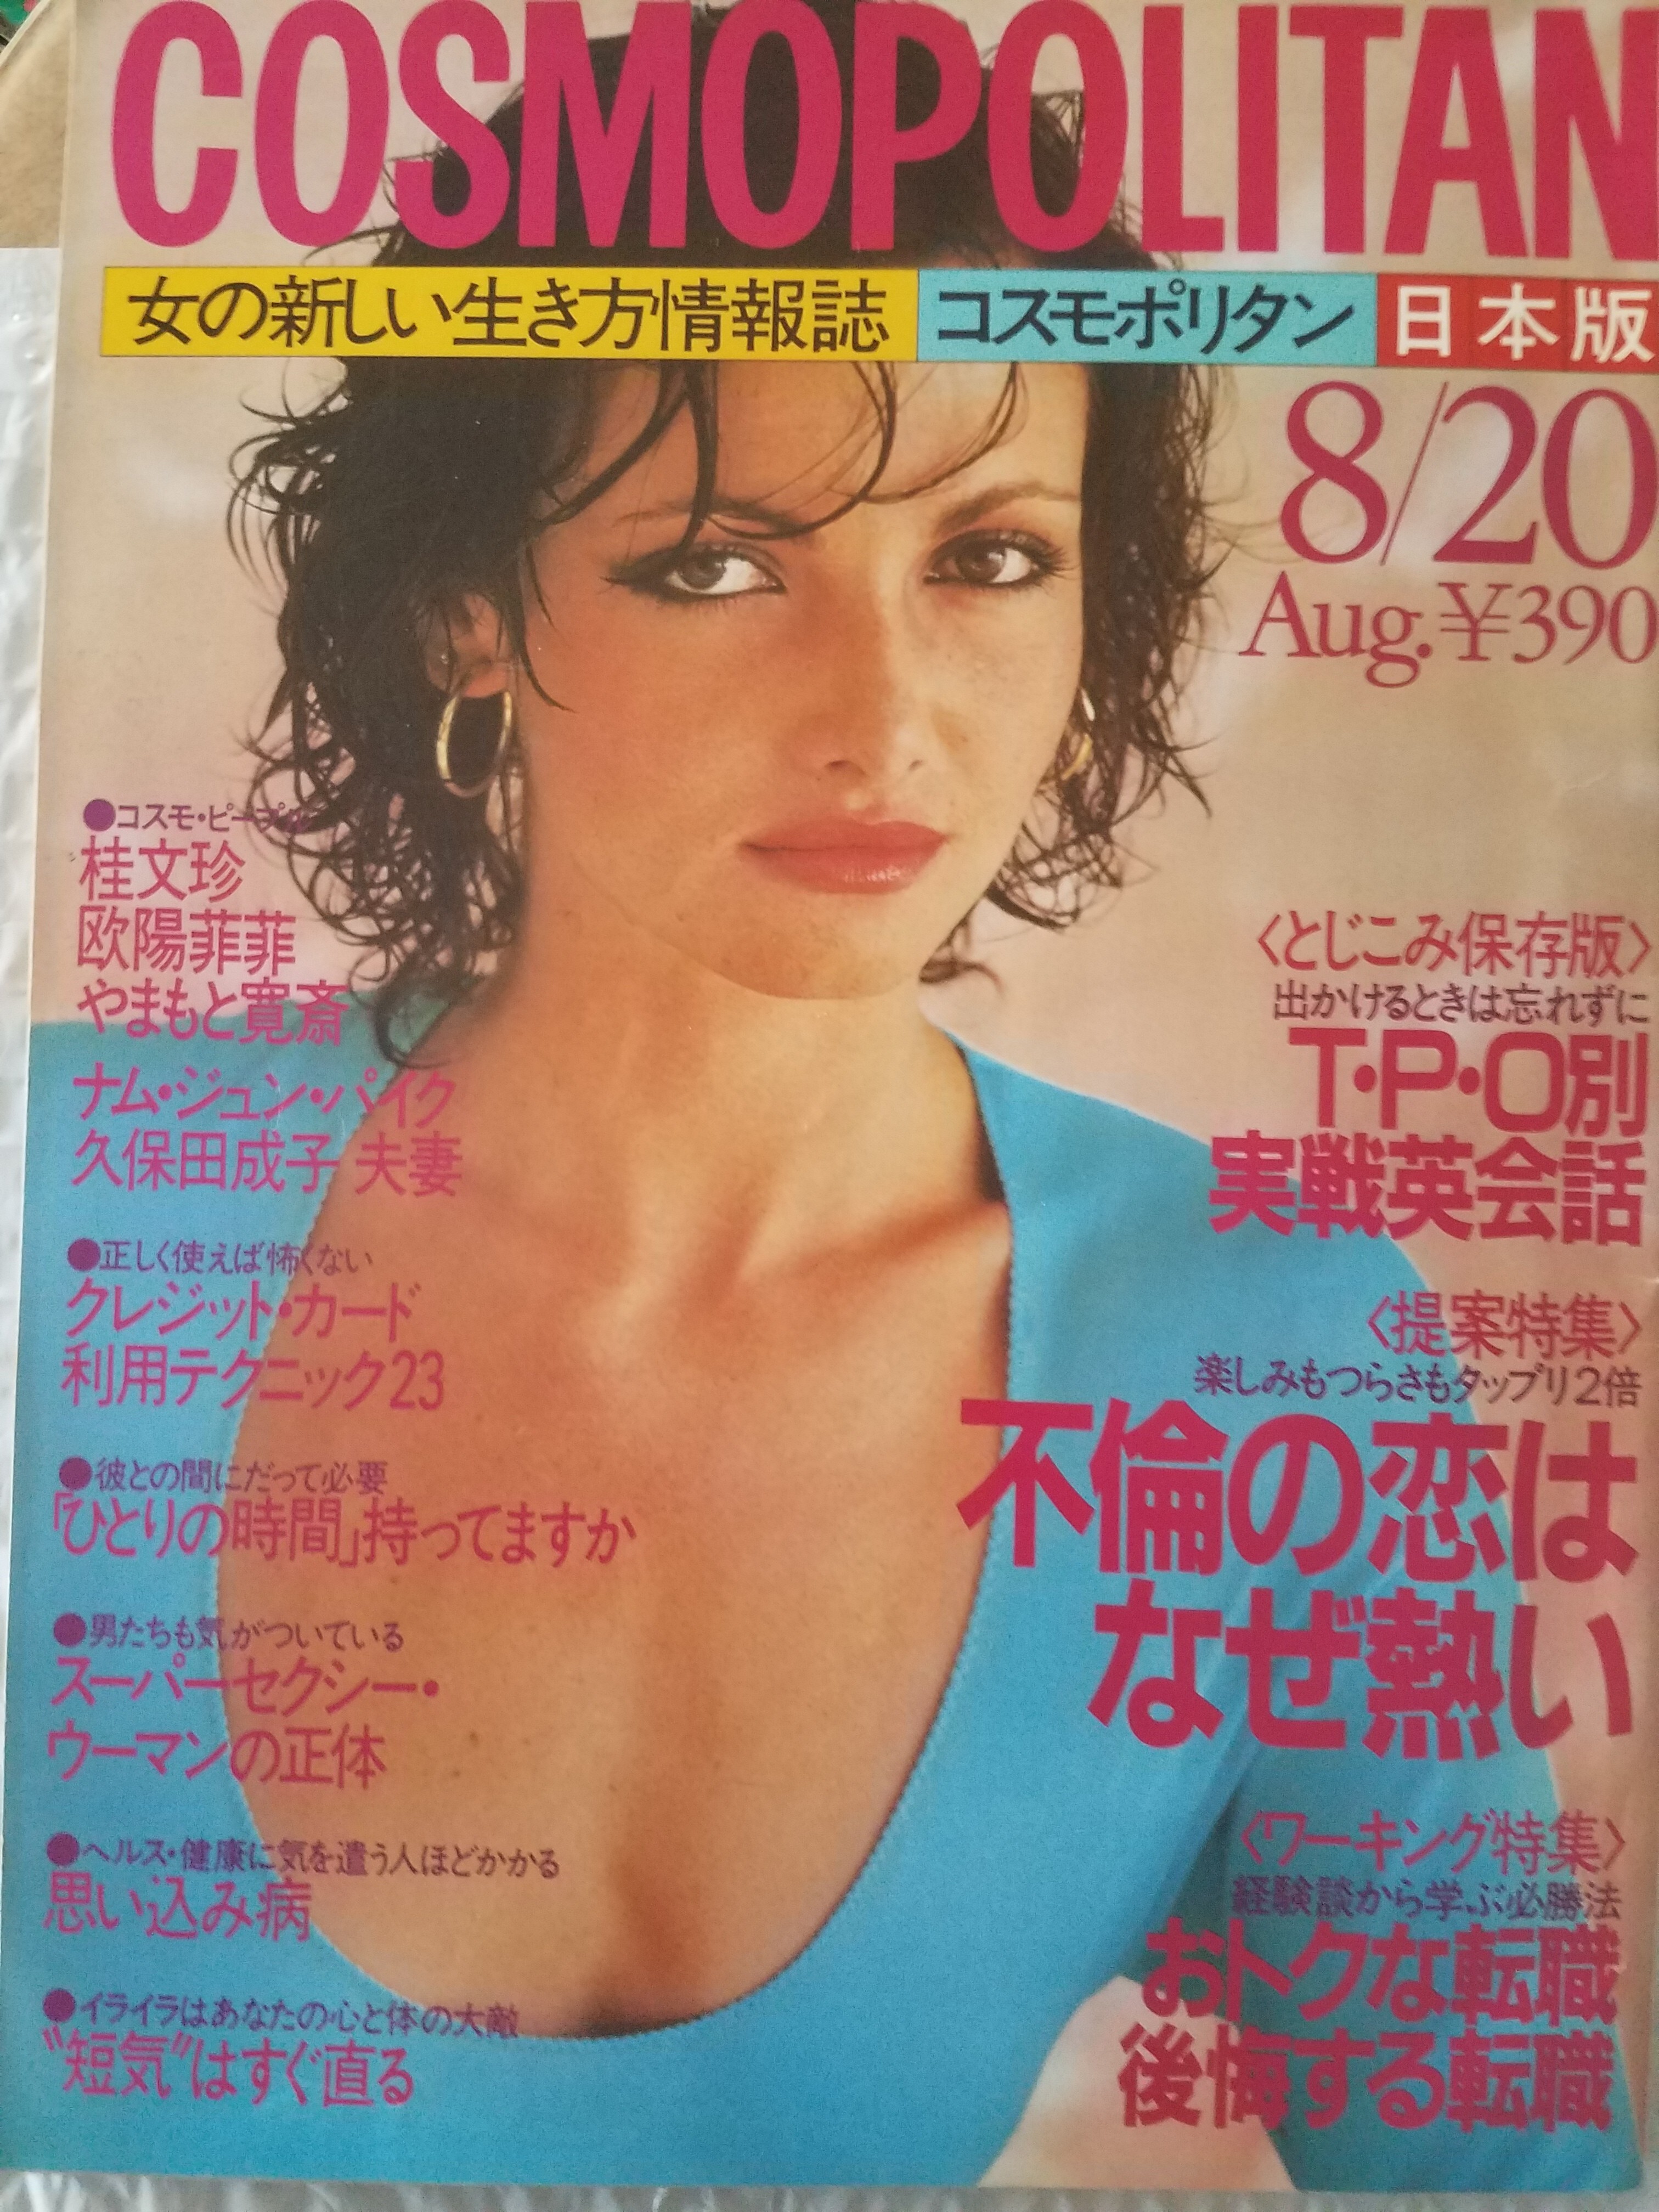 COSMOPOLITAN
女の新しい生き方情報誌 コスモポリタン 日本版
8/20
Aug.¥390
●コスモ・ピープル
桂文珍
欧陽菲菲
やまもと寛斎
ナム・ジュン・パイク
久保田成子 夫妻
●正しく使えば怖くない
クレジット・カード
利用テクニック23
●彼との間にだって必要
「ひとりの時間」持ってますか
●男たちも気がついている
スーパーセクシー・
ウーマンの正体
●ヘルス・健康に気を遣う人ほどかかる
思い込み病
●イライラはあなたの心と体の大敵
“短気”はすぐ直る
〈とじこみ保存版〉
出かけるときは忘れずに
T・P・O別
実戦英会話
〈提案特集〉
楽しみもつらさもタップリ2倍
不倫の恋は
なぜ熱い
〈ワーキング特集〉
経験談から学ぶ必勝法
おトクな転職
後悔する転職